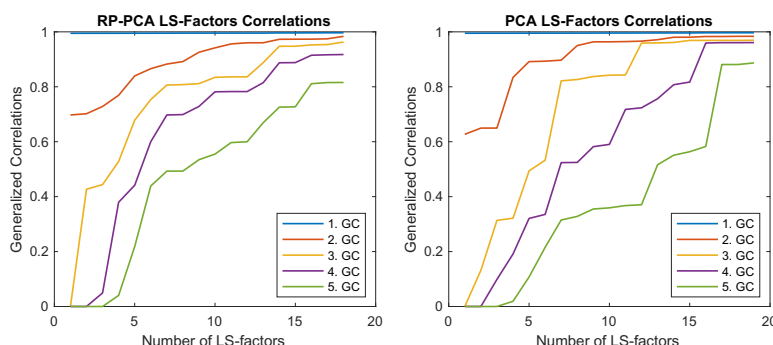 RP-PCA LS-Factors Correlations
Generalized Correlations
1
0.8
0.6
0.4
0.2
0
0
5
10
15
20
Number of LS-factors
1. GC
2. GC
3. GC
4. GC
5. GC
PCA LS-Factors Correlations
Generalized Correlations
1
0.8
0.6
0.4
0.2
0
0
5
10
15
20
Number of LS-factors
1. GC
2. GC
3. GC
4. GC
5. GC